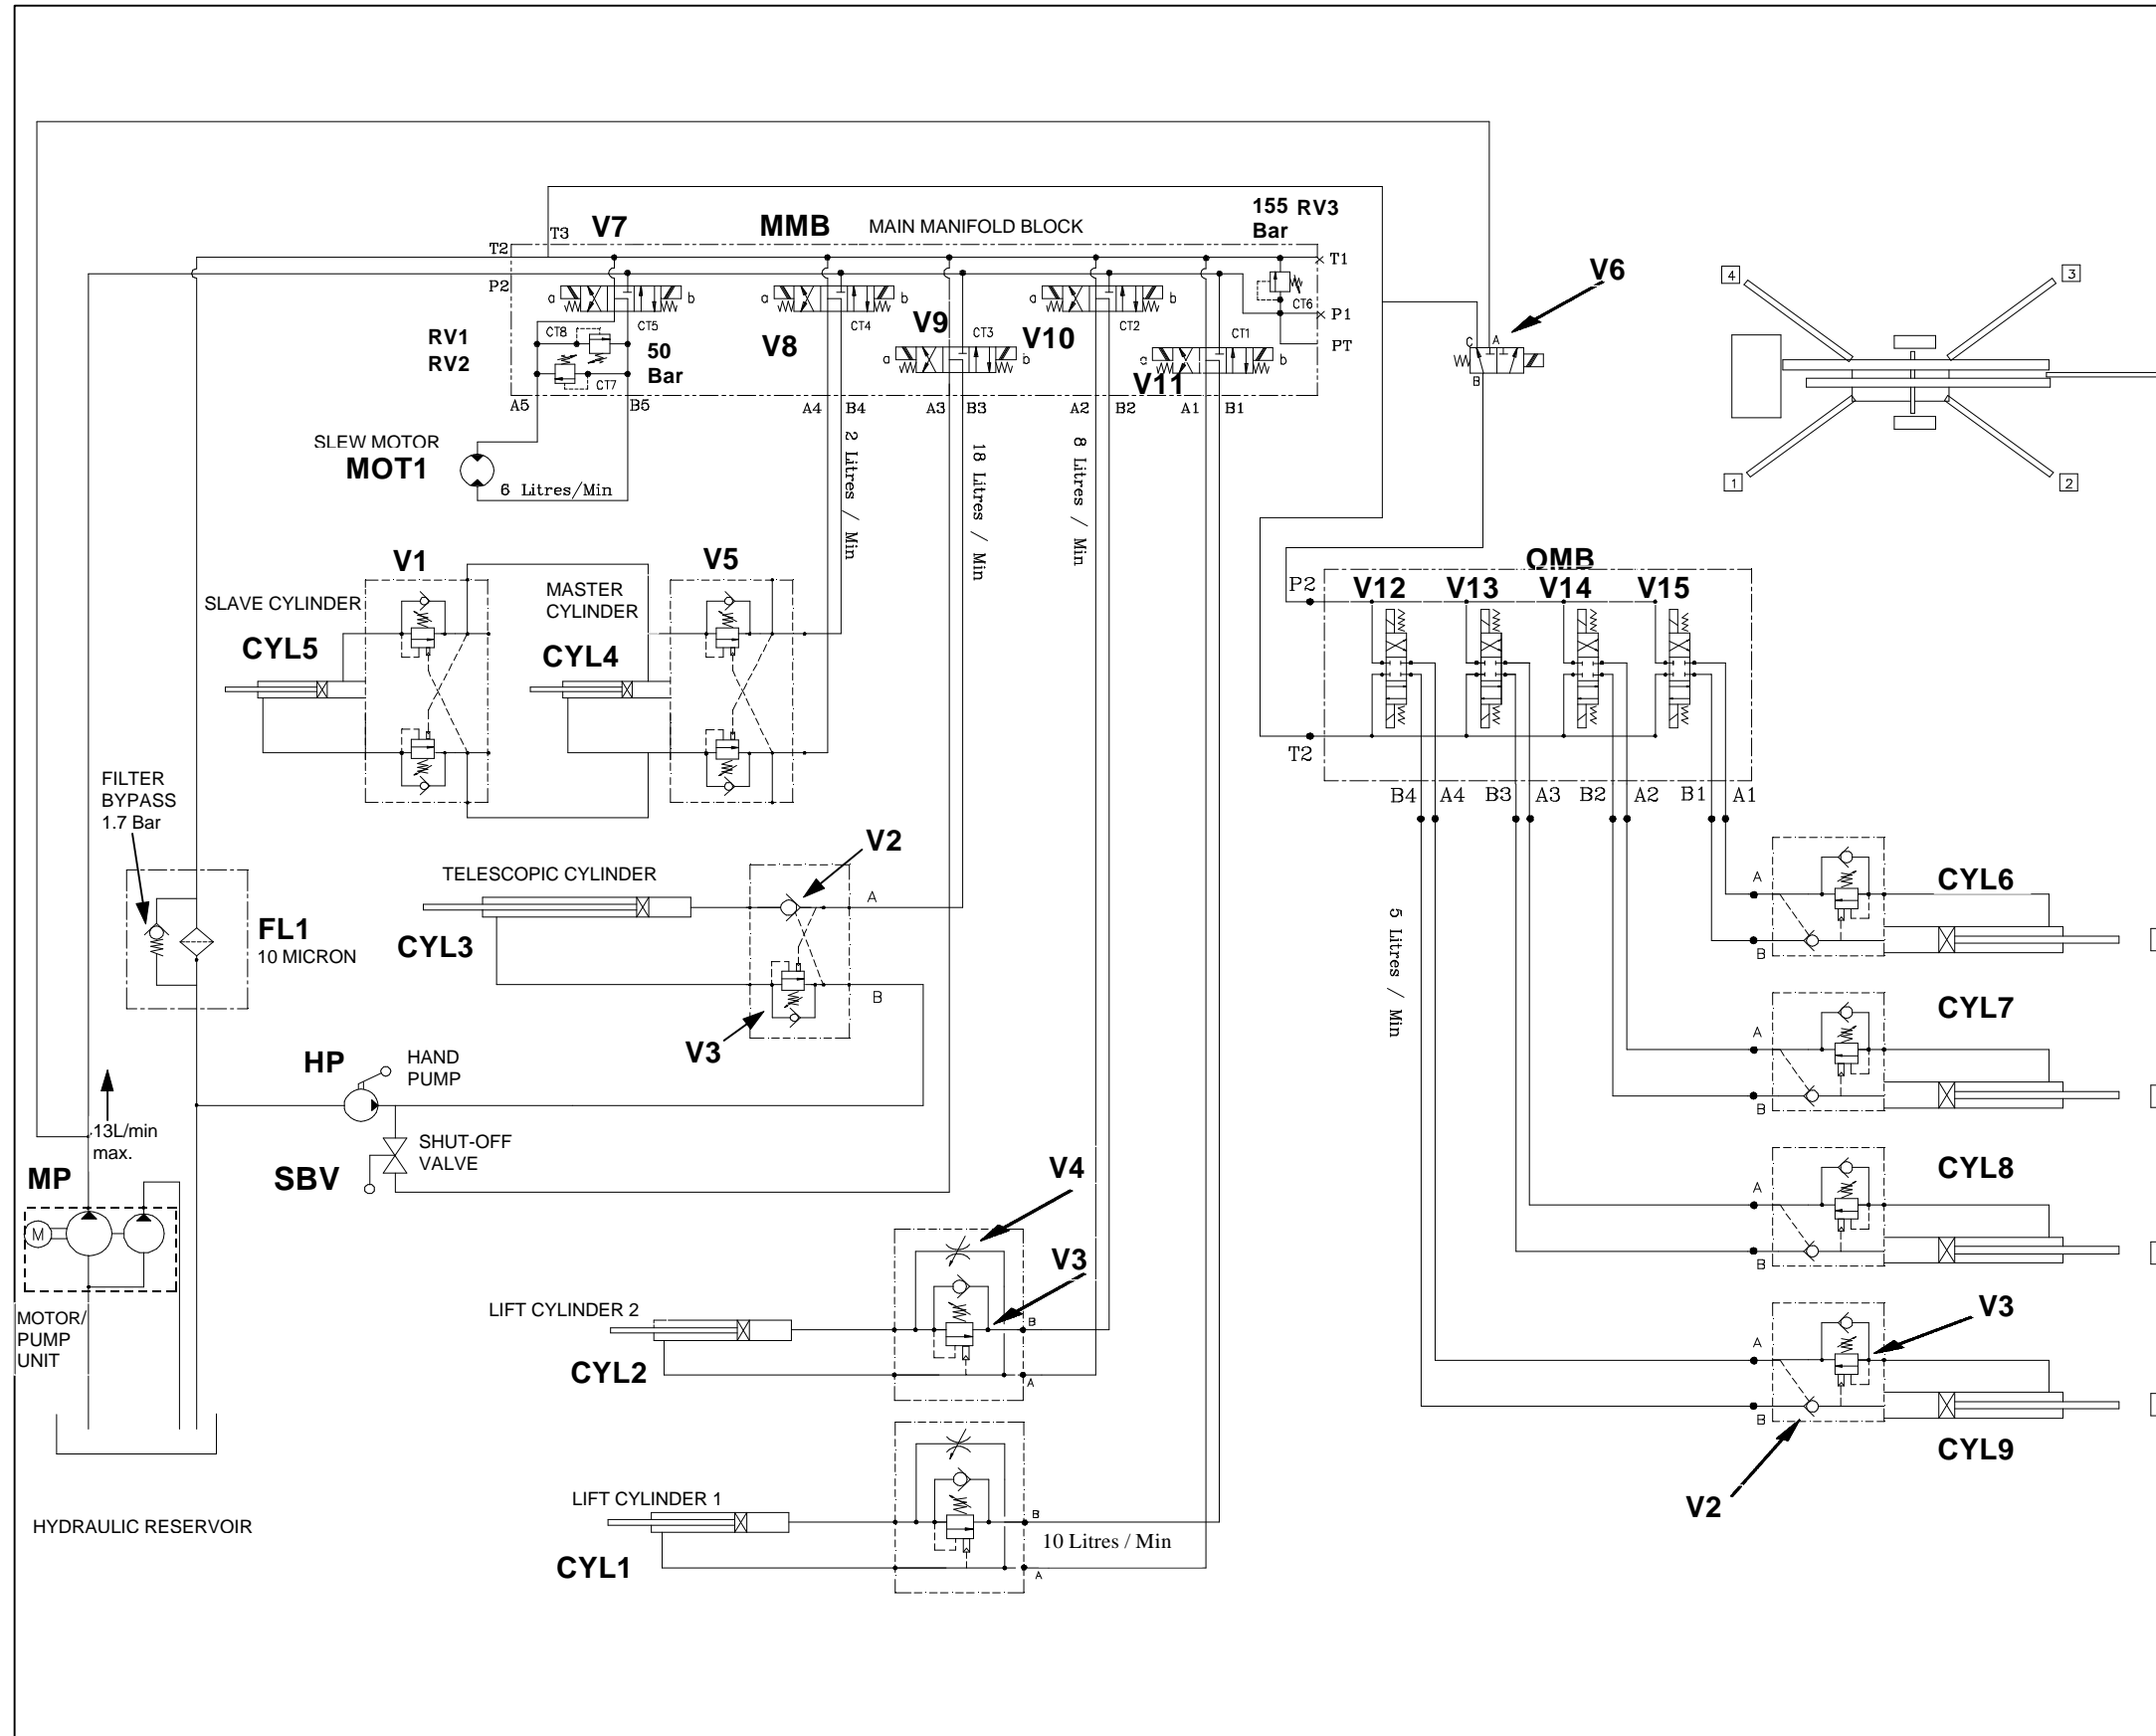 155 RV3
Bar
V7
MMB
MAIN MANIFOLD BLOCK
T3
T2
T1
P2
P1
PT
V6
C
A
B
4
3
1
2
a
b
a
b
a
b
CT6
CT8
CT5
CT4
V9
CT3
V10
CT2
CT1
RV1
RV2
50
Bar
V8
a
b
a
b
V11
CT7
A5
B5
A4
B4
A3
B3
A2
B2
A1
B1
SLEW MOTOR
MOT1
6 Litres/Min
2 Litres / Min
18 Litres / Min
8 Litres / Min
V1
V5
SLAVE CYLINDER
CYL5
MASTER
CYLINDER
CYL4
OMB
P2
V12
V13
V14
V15
T2
B4
A4
B3
A3
B2
A2
B1
A1
FILTER
BYPASS
1.7 Bar
V2
TELESCOPIC CYLINDER
A
CYL3
B
V3
FL1
10 MICRON
5 Litres / Min
A
CYL6
B
A
CYL7
B
HP
HAND
PUMP
13L/min
max.
MP
SHUT-OFF
VALVE
SBV
M
MOTOR/
PUMP
UNIT
V4
V3
LIFT CYLINDER 2
B
CYL2
A
A
CYL8
B
V3
A
B
CYL9
V2
LIFT CYLINDER 1
B
10 Litres / Min
CYL1
A
HYDRAULIC RESERVOIR